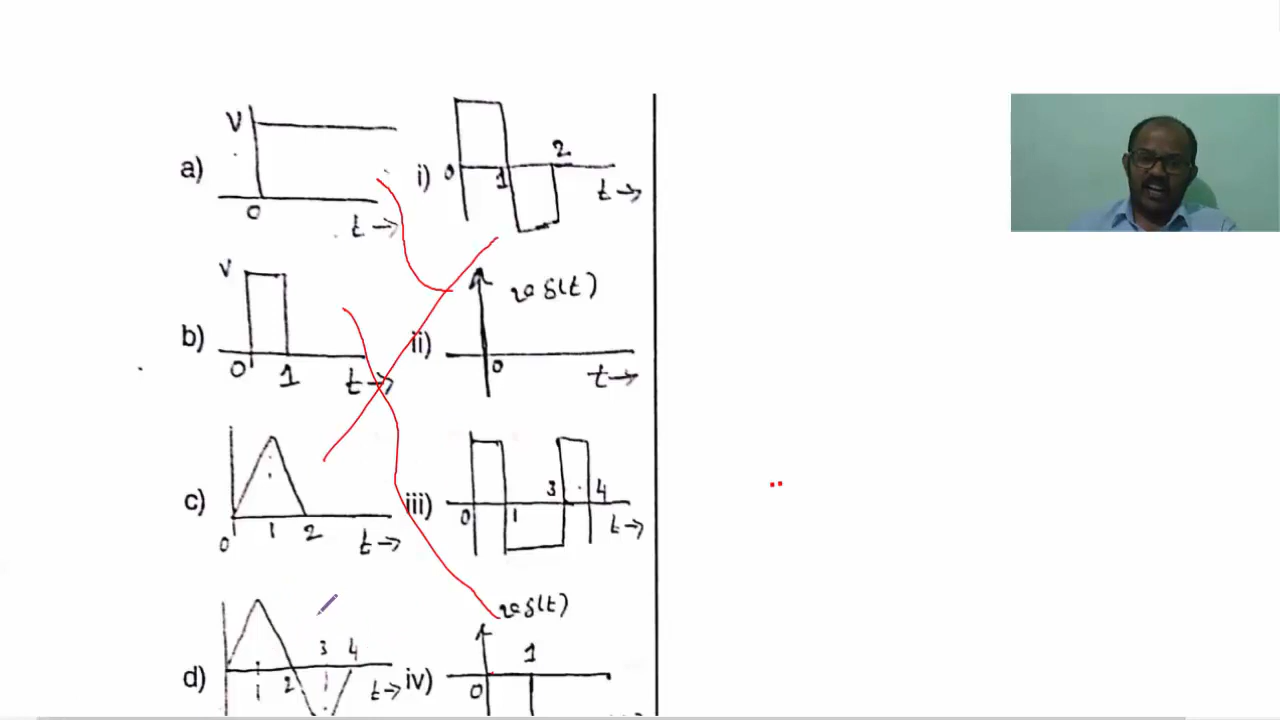 V
a)
0
t →
i)
0
1
2
t →
V
b)
0
1
t →
ii)
δ(t)
0
t →
c)
0
1
2
t →
iii)
0
1
3
4
t →
d)
1
2
3
4
t →
iv)
δ(t)
0
1